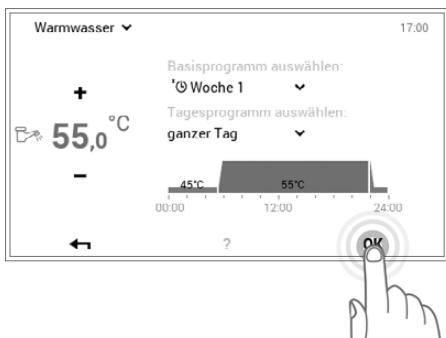 Warmwasser 17:00
Basisprogramm auswählen:
Woche 1
+
Tagesprogramm auswählen:
55,0 °C
ganzer Tag
−
45°C 55°C
00:00 12:00 24:00
? OK